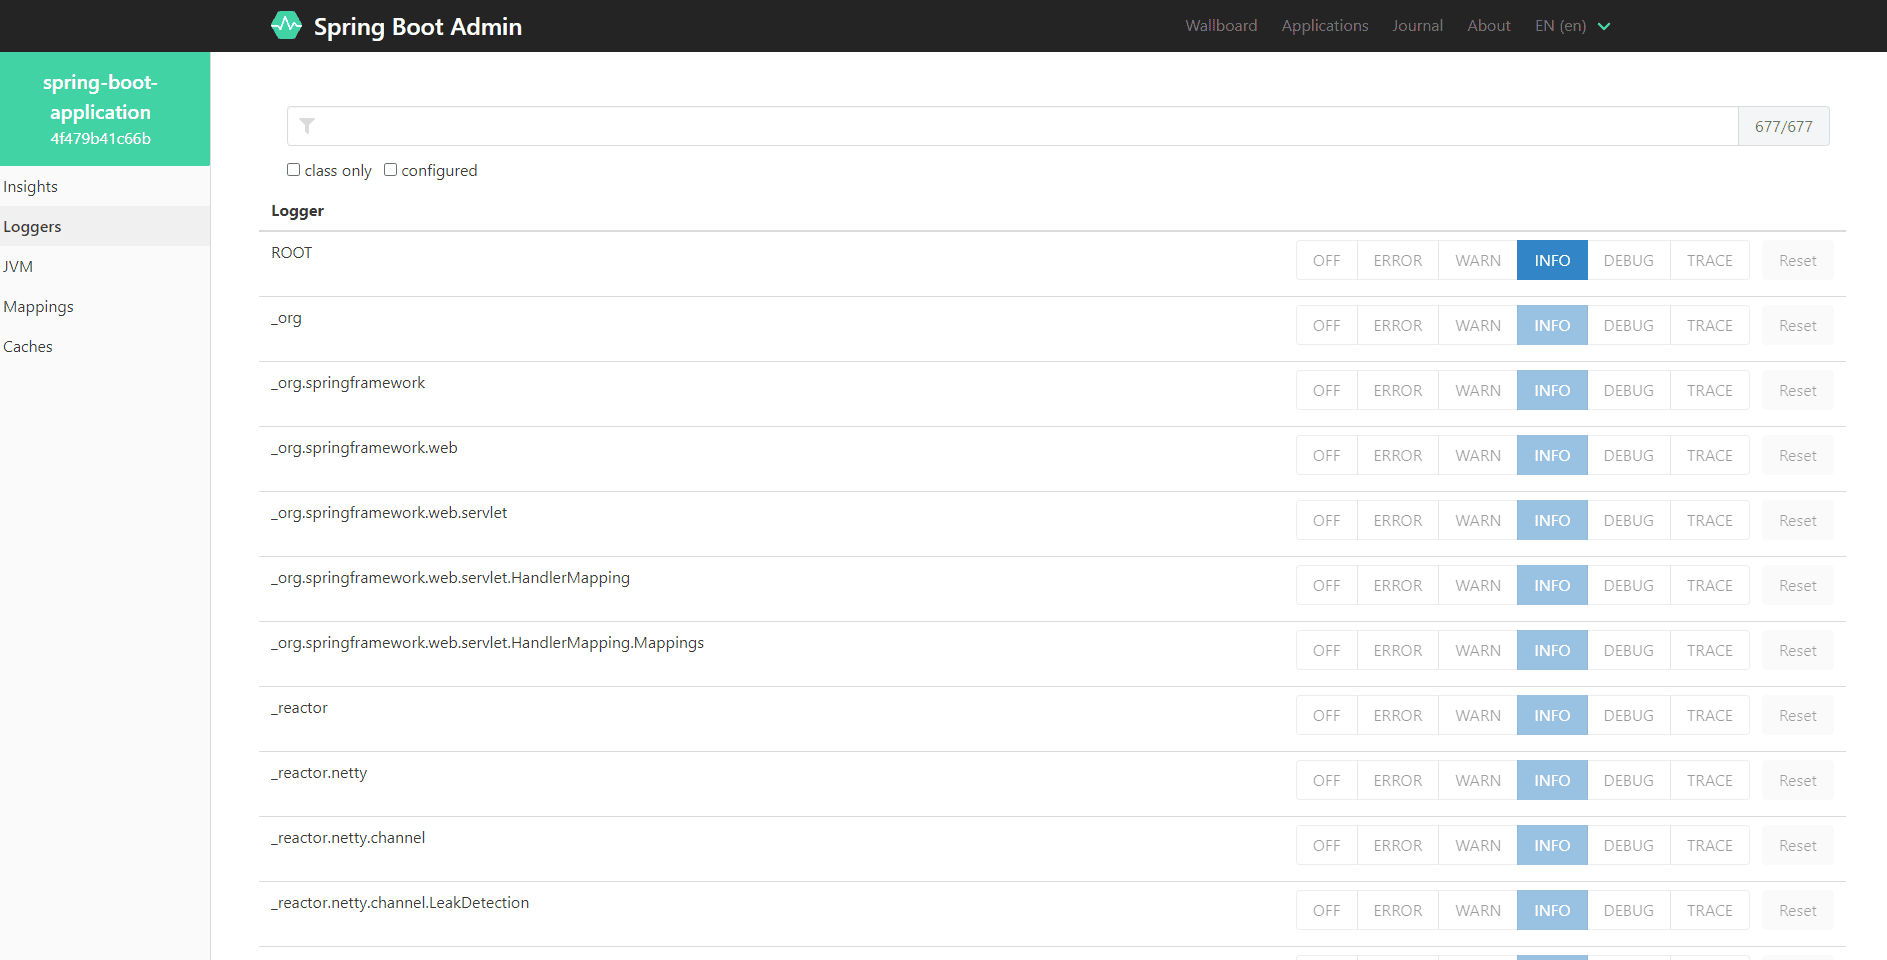 Spring Boot Admin
Wallboard Applications Journal About EN (en)
spring-boot-
application
4f479b41c66b
Insights
Loggers
JVM
Mappings
Caches
677/677
class only configured
Logger
ROOT OFF ERROR WARN INFO DEBUG TRACE Reset
_org OFF ERROR WARN INFO DEBUG TRACE Reset
_org.springframework OFF ERROR WARN INFO DEBUG TRACE Reset
_org.springframework.web OFF ERROR WARN INFO DEBUG TRACE Reset
_org.springframework.web.servlet OFF ERROR WARN INFO DEBUG TRACE Reset
_org.springframework.web.servlet.HandlerMapping OFF ERROR WARN INFO DEBUG TRACE Reset
_org.springframework.web.servlet.HandlerMapping.Mappings OFF ERROR WARN INFO DEBUG TRACE Reset
_reactor OFF ERROR WARN INFO DEBUG TRACE Reset
_reactor.netty OFF ERROR WARN INFO DEBUG TRACE Reset
_reactor.netty.channel OFF ERROR WARN INFO DEBUG TRACE Reset
_reactor.netty.channel.LeakDetection OFF ERROR WARN INFO DEBUG TRACE Reset